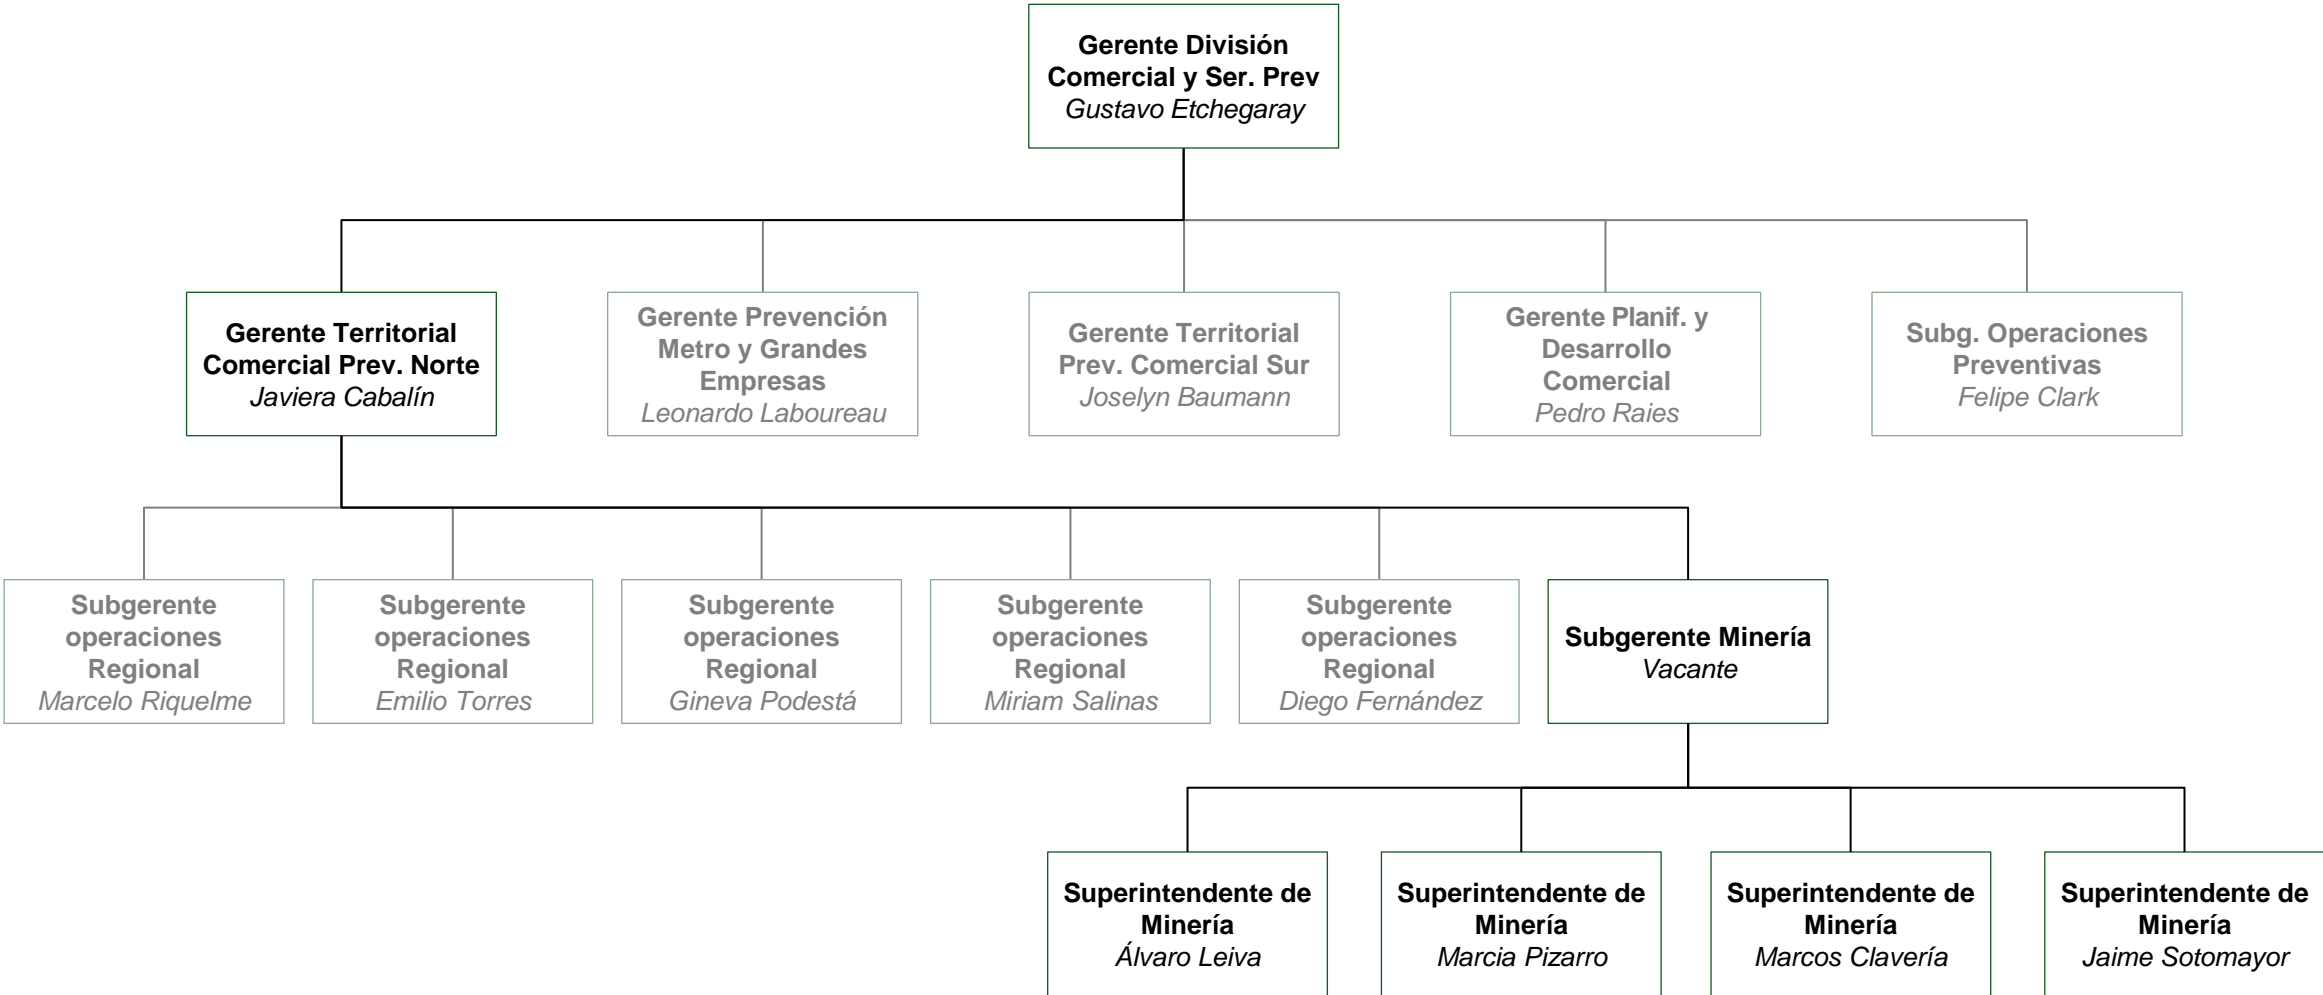 Gerente División
Comercial y Ser. Prev
Gustavo Etchegaray
Gerente Territorial
Comercial Prev. Norte
Javiera Cabalín
Gerente Prevención
Metro y Grandes
Empresas
Leonardo Laboureau
Gerente Territorial
Prev. Comercial Sur
Joselyn Baumann
Gerente Planif. y
Desarrollo
Comercial
Pedro Raies
Subg. Operaciones
Preventivas
Felipe Clark
Subgerente
operaciones
Regional
Marcelo Riquelme
Subgerente
operaciones
Regional
Emilio Torres
Subgerente
operaciones
Regional
Gineva Podestá
Subgerente
operaciones
Regional
Miriam Salinas
Subgerente
operaciones
Regional
Diego Fernández
Subgerente Minería
Vacante
Superintendente de
Minería
Álvaro Leiva
Superintendente de
Minería
Marcia Pizarro
Superintendente de
Minería
Marcos Clavería
Superintendente de
Minería
Jaime Sotomayor